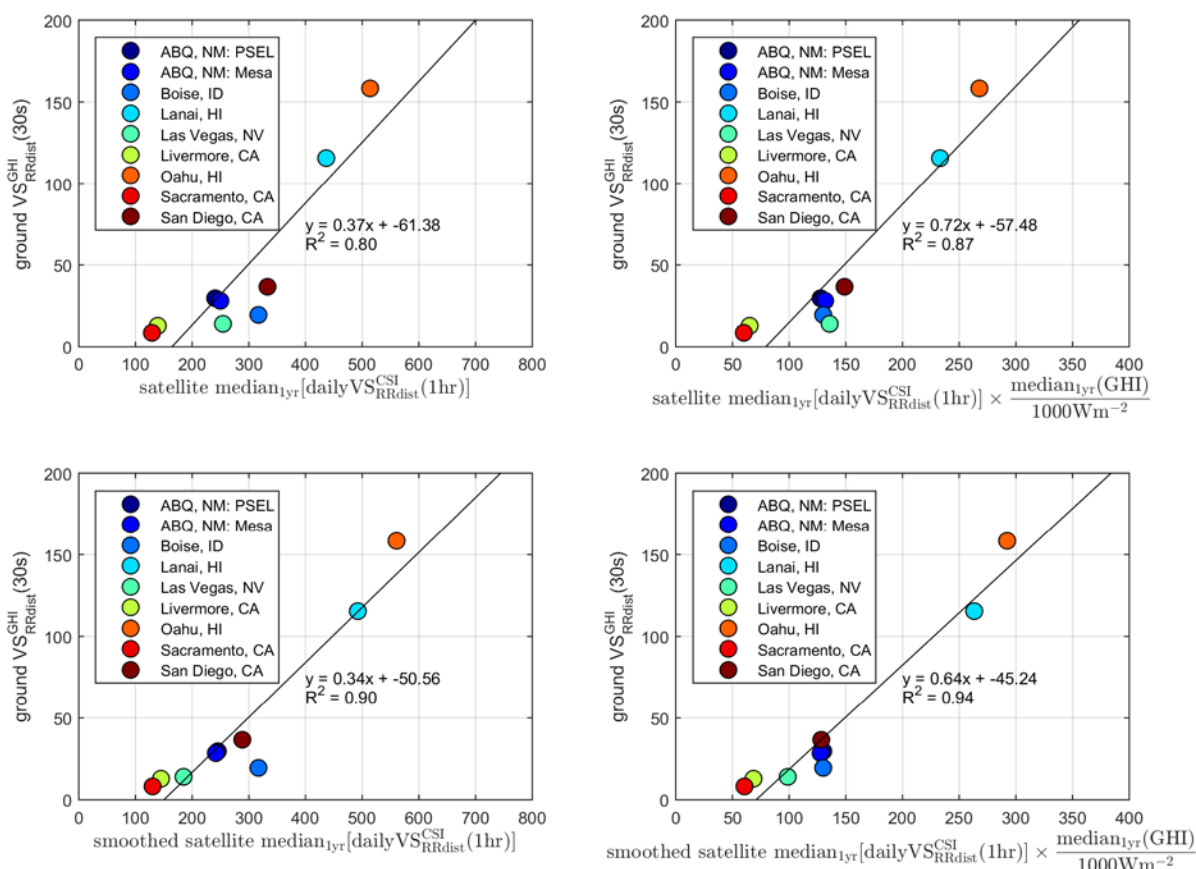 200
150
100
50
0
ground VS^GHI_RRdist(30s)
ABQ, NM: PSEL
ABQ, NM: Mesa
Boise, ID
Lanai, HI
Las Vegas, NV
Livermore, CA
Oahu, HI
Sacramento, CA
San Diego, CA
y = 0.37x + -61.38
R^2 = 0.80
0 100 200 300 400 500 600 700 800
satellite median_1yr[dailyVS^CSI_RRdist(1hr)]
200
150
100
50
0
ground VS^GHI_RRdist(30s)
ABQ, NM: PSEL
ABQ, NM: Mesa
Boise, ID
Lanai, HI
Las Vegas, NV
Livermore, CA
Oahu, HI
Sacramento, CA
San Diego, CA
y = 0.72x + -57.48
R^2 = 0.87
0 50 100 150 200 250 300 350 400
satellite median_1yr[dailyVS^CSI_RRdist(1hr)] × median_1yr(GHI)
1000Wm^−2
200
150
100
50
0
ground VS^GHI_RRdist(30s)
ABQ, NM: PSEL
ABQ, NM: Mesa
Boise, ID
Lanai, HI
Las Vegas, NV
Livermore, CA
Oahu, HI
Sacramento, CA
San Diego, CA
y = 0.34x + -50.56
R^2 = 0.90
0 100 200 300 400 500 600 700 800
smoothed satellite median_1yr[dailyVS^CSI_RRdist(1hr)]
200
150
100
50
0
ground VS^GHI_RRdist(30s)
ABQ, NM: PSEL
ABQ, NM: Mesa
Boise, ID
Lanai, HI
Las Vegas, NV
Livermore, CA
Oahu, HI
Sacramento, CA
San Diego, CA
y = 0.64x + -45.24
R^2 = 0.94
0 50 100 150 200 250 300 350 400
smoothed satellite median_1yr[dailyVS^CSI_RRdist(1hr)] × median_1yr(GHI)
1000Wm^−2